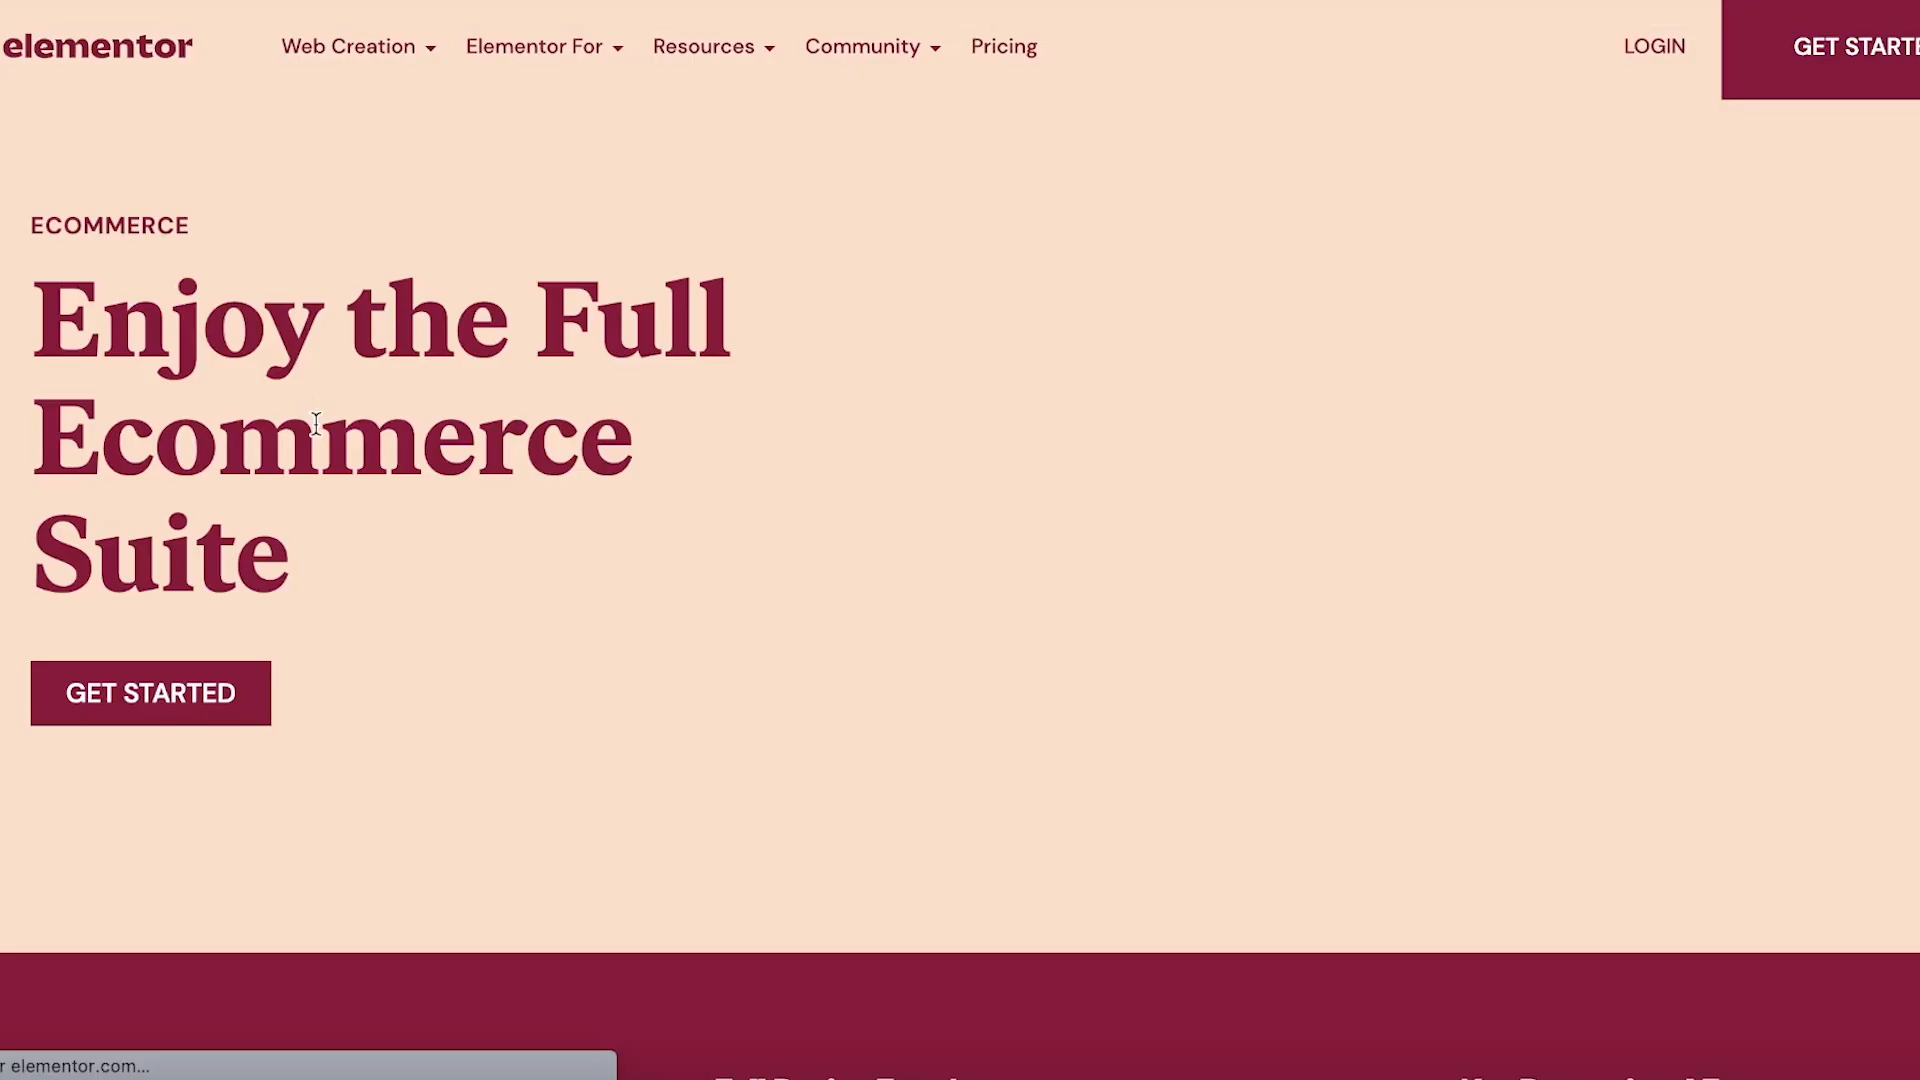 elementor Web Creation Elementor For Resources Community Pricing LOGIN GET STARTE
ECOMMERCE
Enjoy the Full
Ecommerce
Suite
GET STARTED
r elementor.com...